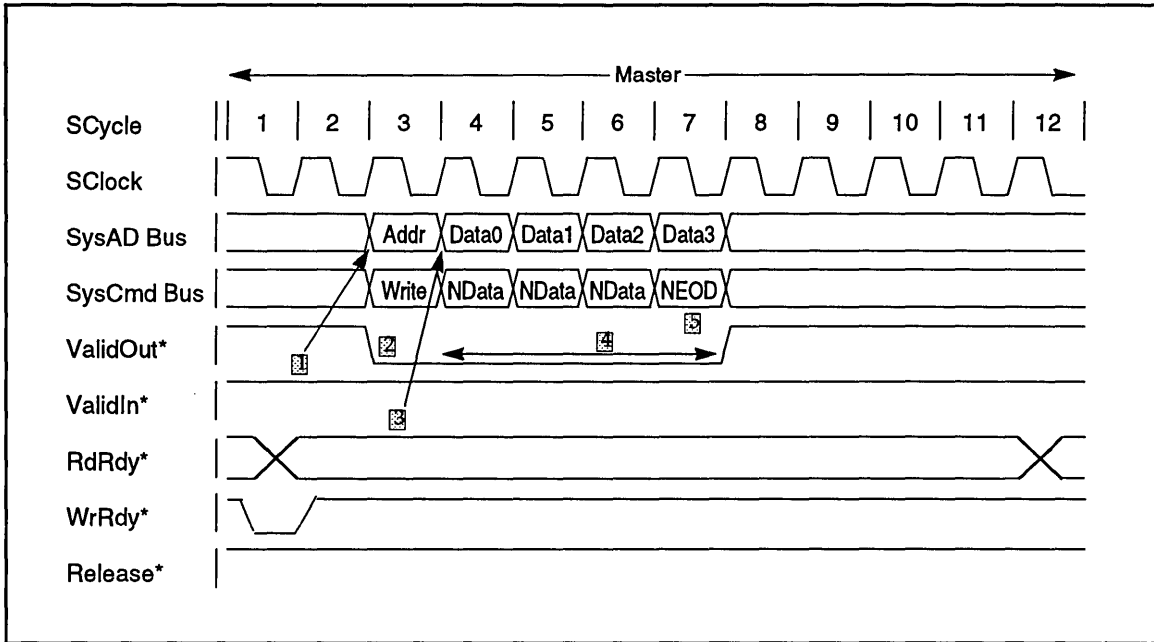 Master
SCycle 1 2 3 4 5 6 7 8 9 10 11 12
SClock
SysAD Bus Addr Data0 Data1 Data2 Data3
SysCmd Bus Write NData NData NData NEOD
5
ValidOut* 2 4
1
ValidIn*
3
RdRdy*
WrRdy*
Release*